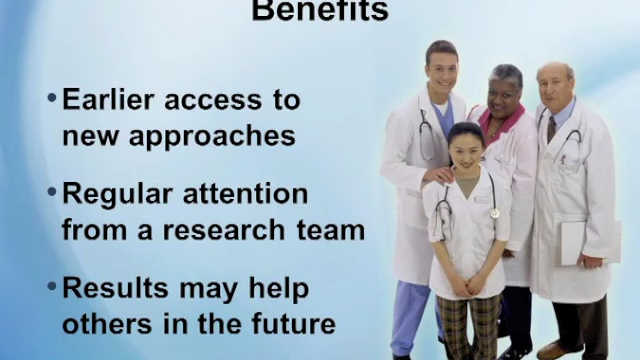 Benefits
• Earlier access to
new approaches
• Regular attention
from a research team
• Results may help
others in the future